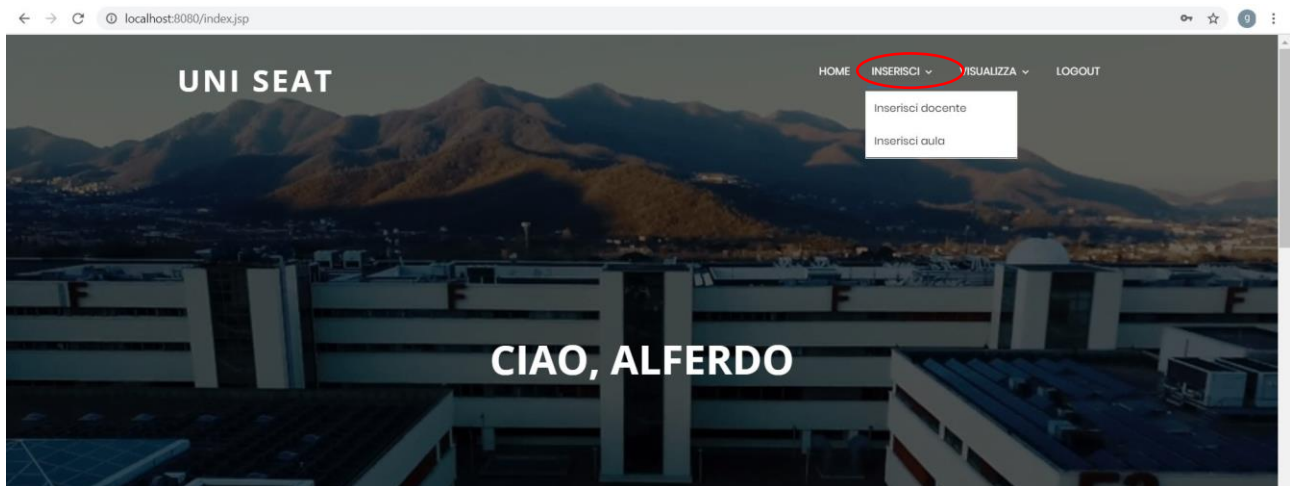 localhost:8080/index.jsp
g
UNI SEAT
HOME INSERISCI VISUALIZZA LOGOUT
Inserisci docente
Inserisci aula
CIAO, ALFERDO